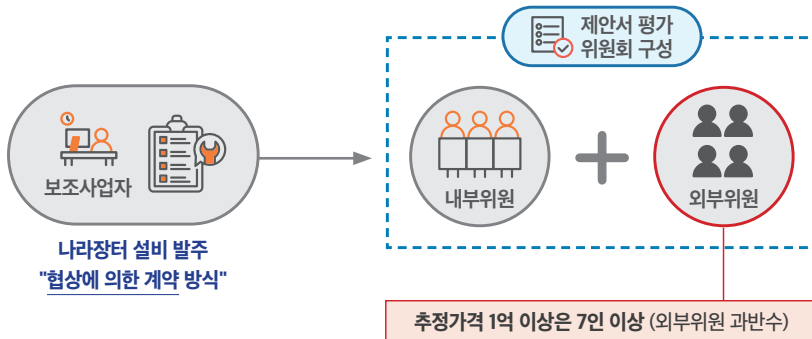 제안서 평가
위원회 구성
보조사업자
내부위원
외부위원
나라장터 설비 발주
"협상에 의한 계약 방식"
추정가격 1억 이상은 7인 이상 (외부위원 과반수)